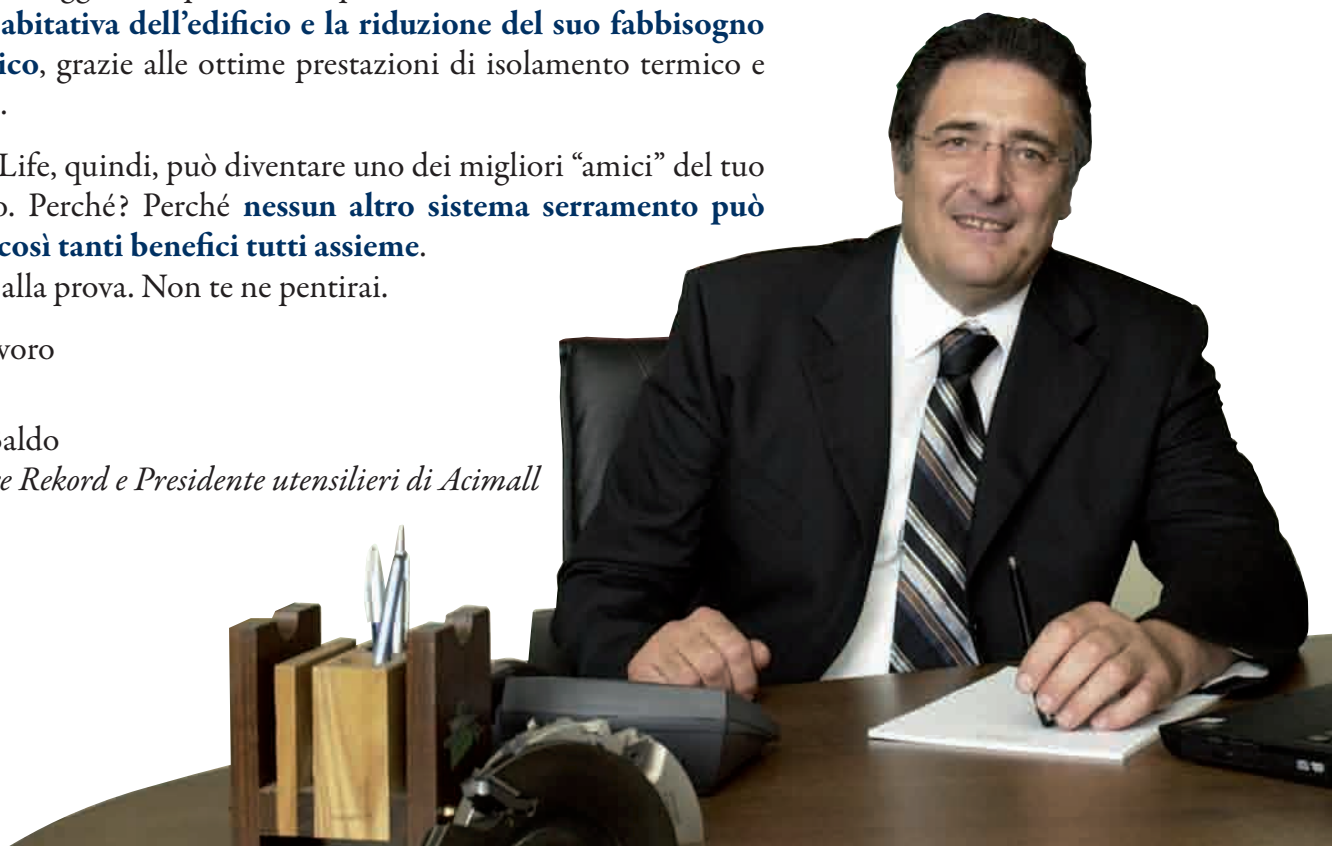 abitativa dell’edificio e la riduzione del suo fabbisogno
ico, grazie alle ottime prestazioni di isolamento termico e
.
Life, quindi, può diventare uno dei migliori “amici” del tuo
o. Perché? Perché nessun altro sistema serramento può
così tanti benefici tutti assieme.
alla prova. Non te ne pentirai.
voro
Baldo
e Rekord e Presidente utensilieri di Acimall